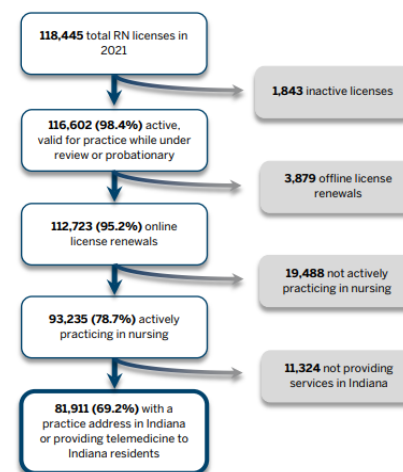 118,445 total RN licenses in
2021
1,843 inactive licenses
116,602 (98.4%) active,
valid for practice while under
review or probationary
3,879 offline license
renewals
112,723 (95.2%) online
license renewals
19,488 not actively
practicing in nursing
93,235 (78.7%) actively
practicing in nursing
11,324 not providing
services in Indiana
81,911 (69.2%) with a
practice address in Indiana
or providing telemedicine to
Indiana residents